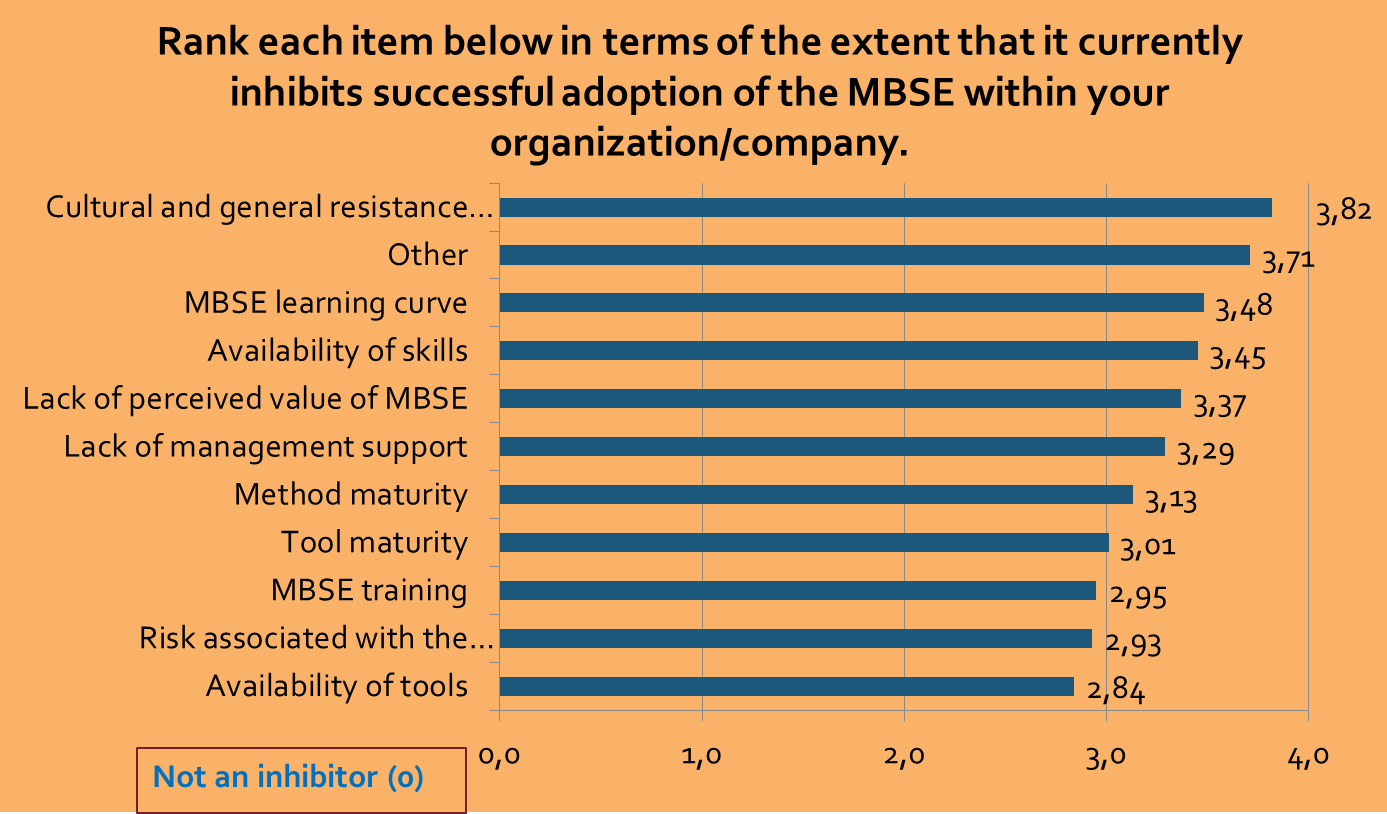 Rank each item below in terms of the extent that it currently
inhibits successful adoption of the MBSE within your
organization/company.
Cultural and general resistance... 3,82
Other 3,71
MBSE learning curve 3,48
Availability of skills 3,45
Lack of perceived value of MBSE 3,37
Lack of management support 3,29
Method maturity 3,13
Tool maturity 3,01
MBSE training 2,95
Risk associated with the... 2,93
Availability of tools 2,84
0,0 1,0 2,0 3,0 4,0
Not an inhibitor (0)